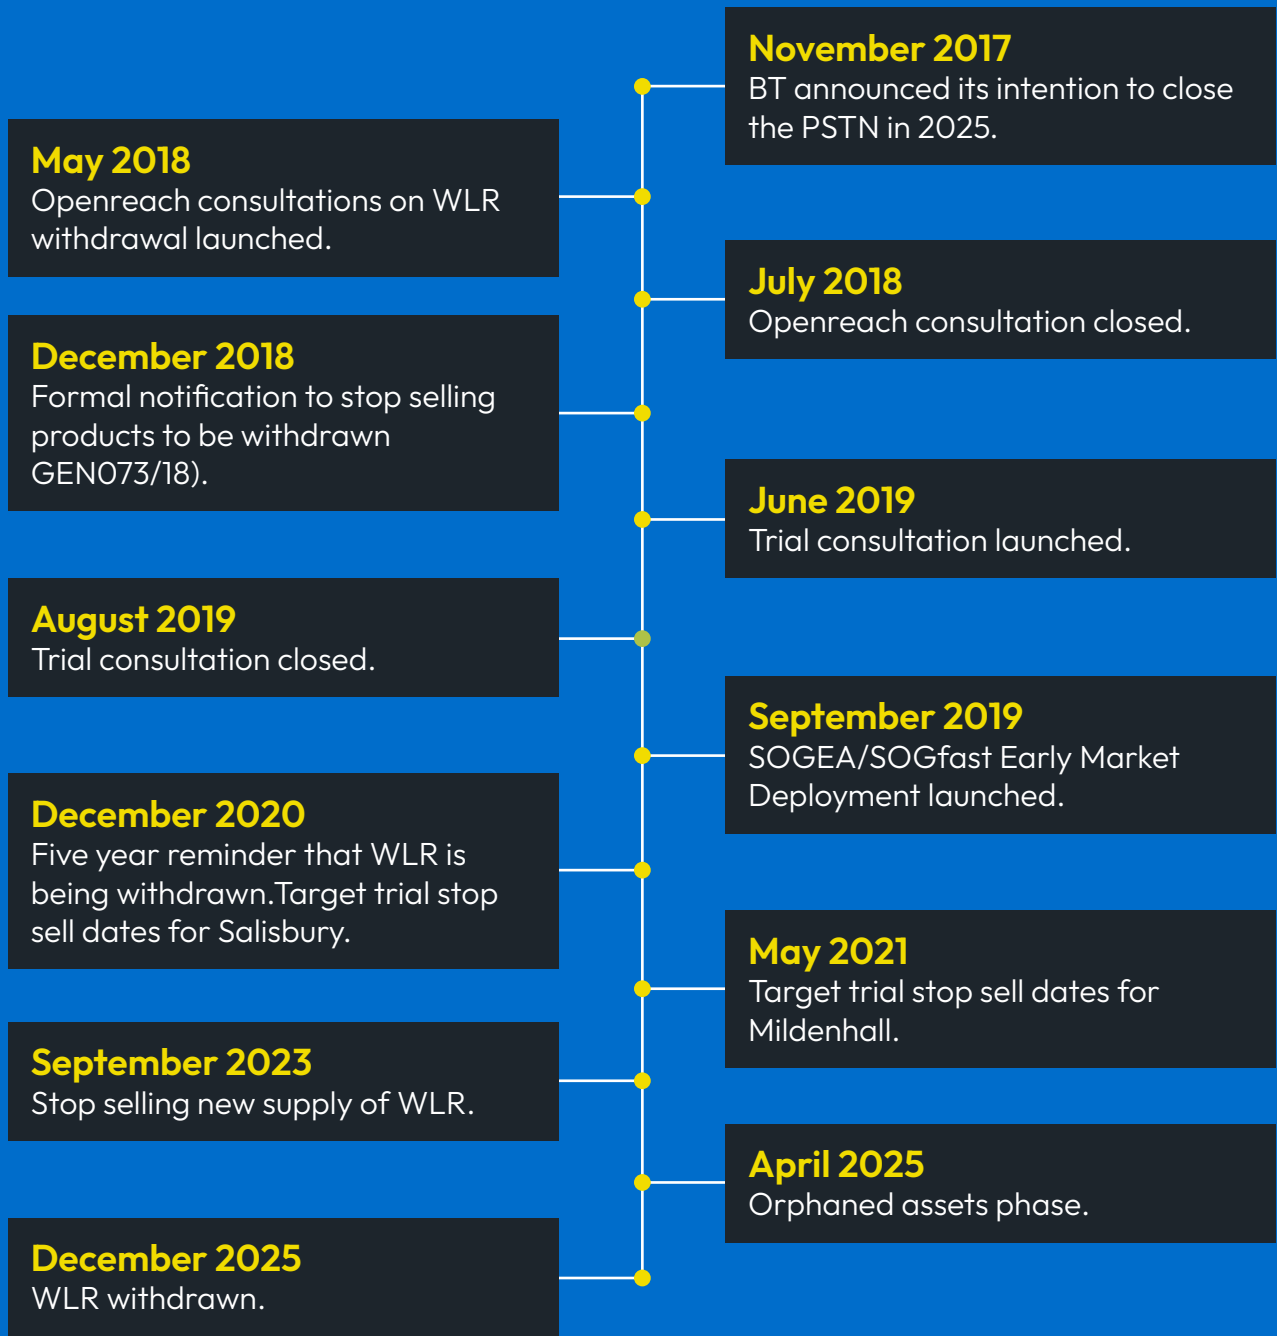 November 2017
BT announced its intention to close
the PSTN in 2025.
May 2018
Openreach consultations on WLR
withdrawal launched.
July 2018
Openreach consultation closed.
December 2018
Formal notification to stop selling
products to be withdrawn
GEN073/18).
June 2019
Trial consultation launched.
August 2019
Trial consultation closed.
September 2019
SOGEA/SOGfast Early Market
Deployment launched.
December 2020
Five year reminder that WLR is
being withdrawn.Target trial stop
sell dates for Salisbury.
May 2021
Target trial stop sell dates for
Mildenhall.
September 2023
Stop selling new supply of WLR.
April 2025
Orphaned assets phase.
December 2025
WLR withdrawn.